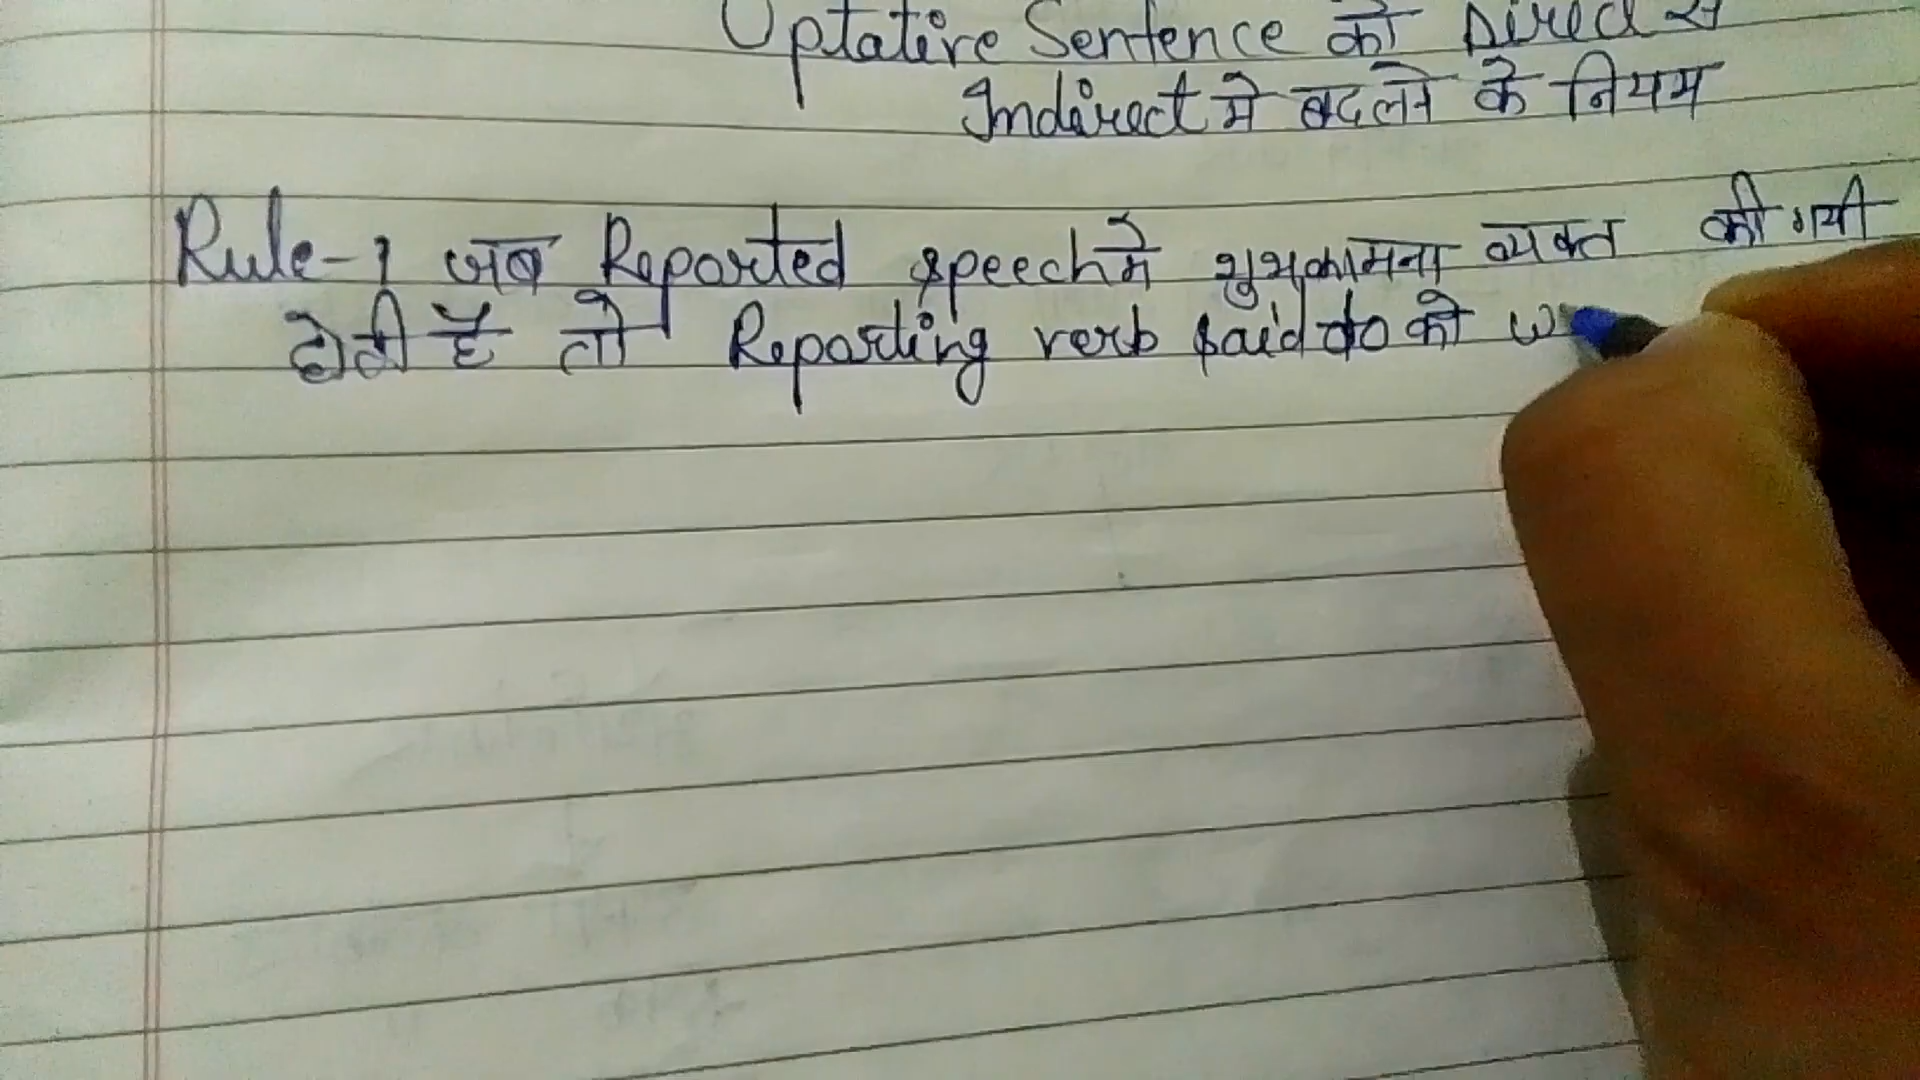 Optative Sentence को Direct से
Indirect मे बदलने के नियम
Rule-1 जब Reported speech मे शुभकामना व्यक्त की गयी
होती है तो Reporting verb said to को w